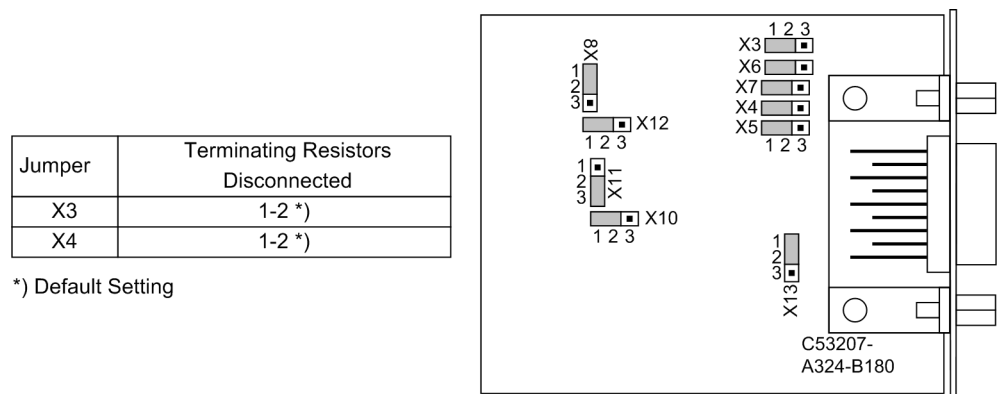 Jumper
Terminating Resistors
Disconnected
X3
1-2 *)
X4
1-2 *)
*) Default Setting
X8
1
2
3
X12
1 2 3
1
2
3
X11
X10
1 2 3
1 2 3
X3
X6
X7
X4
X5
1 2 3
1
2
3
X13
C53207-
A324-B180